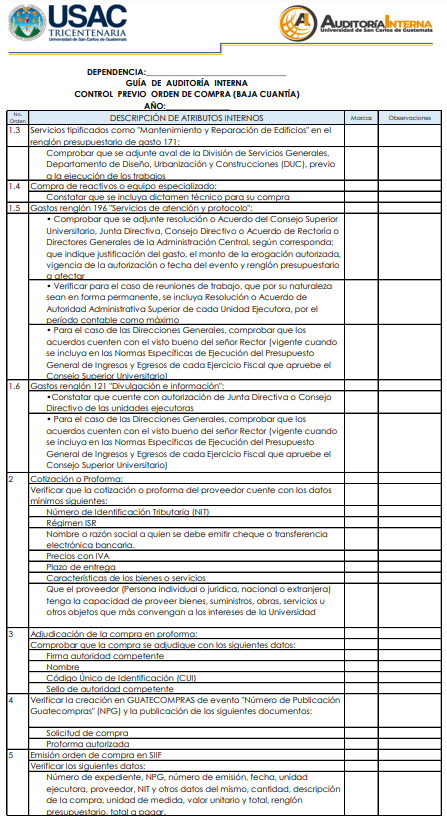 USAC
TRICENTENARIA
Universidad de San Carlos de Guatemala
AUDITORÍA INTERNA
Universidad de San Carlos de Guatemala
DEPENDENCIA:
GUÍA DE AUDITORÍA INTERNA
CONTROL PREVIO ORDEN DE COMPRA (BAJA CUANTÍA)
AÑO:
No. Orden
DESCRIPCIÓN DE ATRIBUTOS INTERNOS
Marcas
Observaciones
1.3 Servicios tipificados como "Mantenimiento y Reparación de Edificios" en el
renglón presupuestario de gasto 171:
Comprobar que se adjunte aval de la División de Servicios Generales,
Departamento de Diseño, Urbanización y Construcciones (DUC), previo
a la ejecución de los trabajos
1.4 Compra de reactivos o equipo especializado:
Constatar que se incluya dictamen técnico para su compra
1.5 Gastos renglón 196 "Servicios de atención y protocolo":
• Comprobar que se adjunte resolución o Acuerdo del Consejo Superior
Universitario, Junta Directiva, Consejo Directivo o Acuerdo de Rectoría o
Directores Generales de la Administración Central, según corresponda;
que indique justificación del gasto, el monto de la erogación autorizada,
vigencia de la autorización o fecha del evento y renglón presupuestario
a afectar
• Verificar para el caso de reuniones de trabajo, que por su naturaleza
sean en forma permanente, se incluya Resolución o Acuerdo de
Autoridad Administrativa Superior de cada Unidad Ejecutora, por el
período contable como máximo
• Para el caso de las Direcciones Generales, comprobar que los
acuerdos cuenten con el visto bueno del señor Rector (vigente cuando
se incluya en las Normas Específicas de Ejecución del Presupuesto
General de Ingresos y Egresos de cada Ejercicio Fiscal que apruebe el
Consejo Superior Universitario)
1.6 Gastos renglón 121 "Divulgación e información":
•Constatar que cuente con autorización de Junta Directiva o Consejo
Directivo de las unidades ejecutoras
• Para el caso de las Direcciones Generales, comprobar que los
acuerdos cuenten con el visto bueno del señor Rector (vigente cuando
se incluya en las Normas Específicas de Ejecución del Presupuesto
General de Ingresos y Egresos de cada Ejercicio Fiscal que apruebe el
Consejo Superior Universitario)
2 Cotización o Proforma:
Verificar que la cotización o proforma del proveedor cuente con los datos
mínimos siguientes:
Número de Identificación Tributaria (NIT)
Régimen ISR
Nombre o razón social a quien se debe emitir cheque o transferencia
electrónica bancaria.
Precios con IVA
Plazo de entrega
Características de los bienes o servicios
Que el proveedor (Persona individual o jurídica, nacional o extranjera)
tenga la capacidad de proveer bienes, suministros, obras, servicios u
otros objetos que más convengan a los intereses de la Universidad
3 Adjudicación de la compra en proforma:
Comprobar que la compra se adjudique con los siguientes datos:
Firma autoridad competente
Nombre
Código Único de Identificación (CUI)
Sello de autoridad competente
4 Verificar la creación en GUATECOMPRAS de evento "Número de Publicación
Guatecompras" (NPG) y la publicación de los siguientes documentos:
Solicitud de compra
Proforma autorizada
5 Emisión orden de compra en SIIF
Verificar los siguientes datos:
Número de expediente, NPG, número de emisión, fecha, unidad
ejecutora, proveedor, NIT y otros datos del mismo, cantidad, descripción
de la compra, unidad de medida, valor unitario y total, renglón
presupuestario, total a pagar.